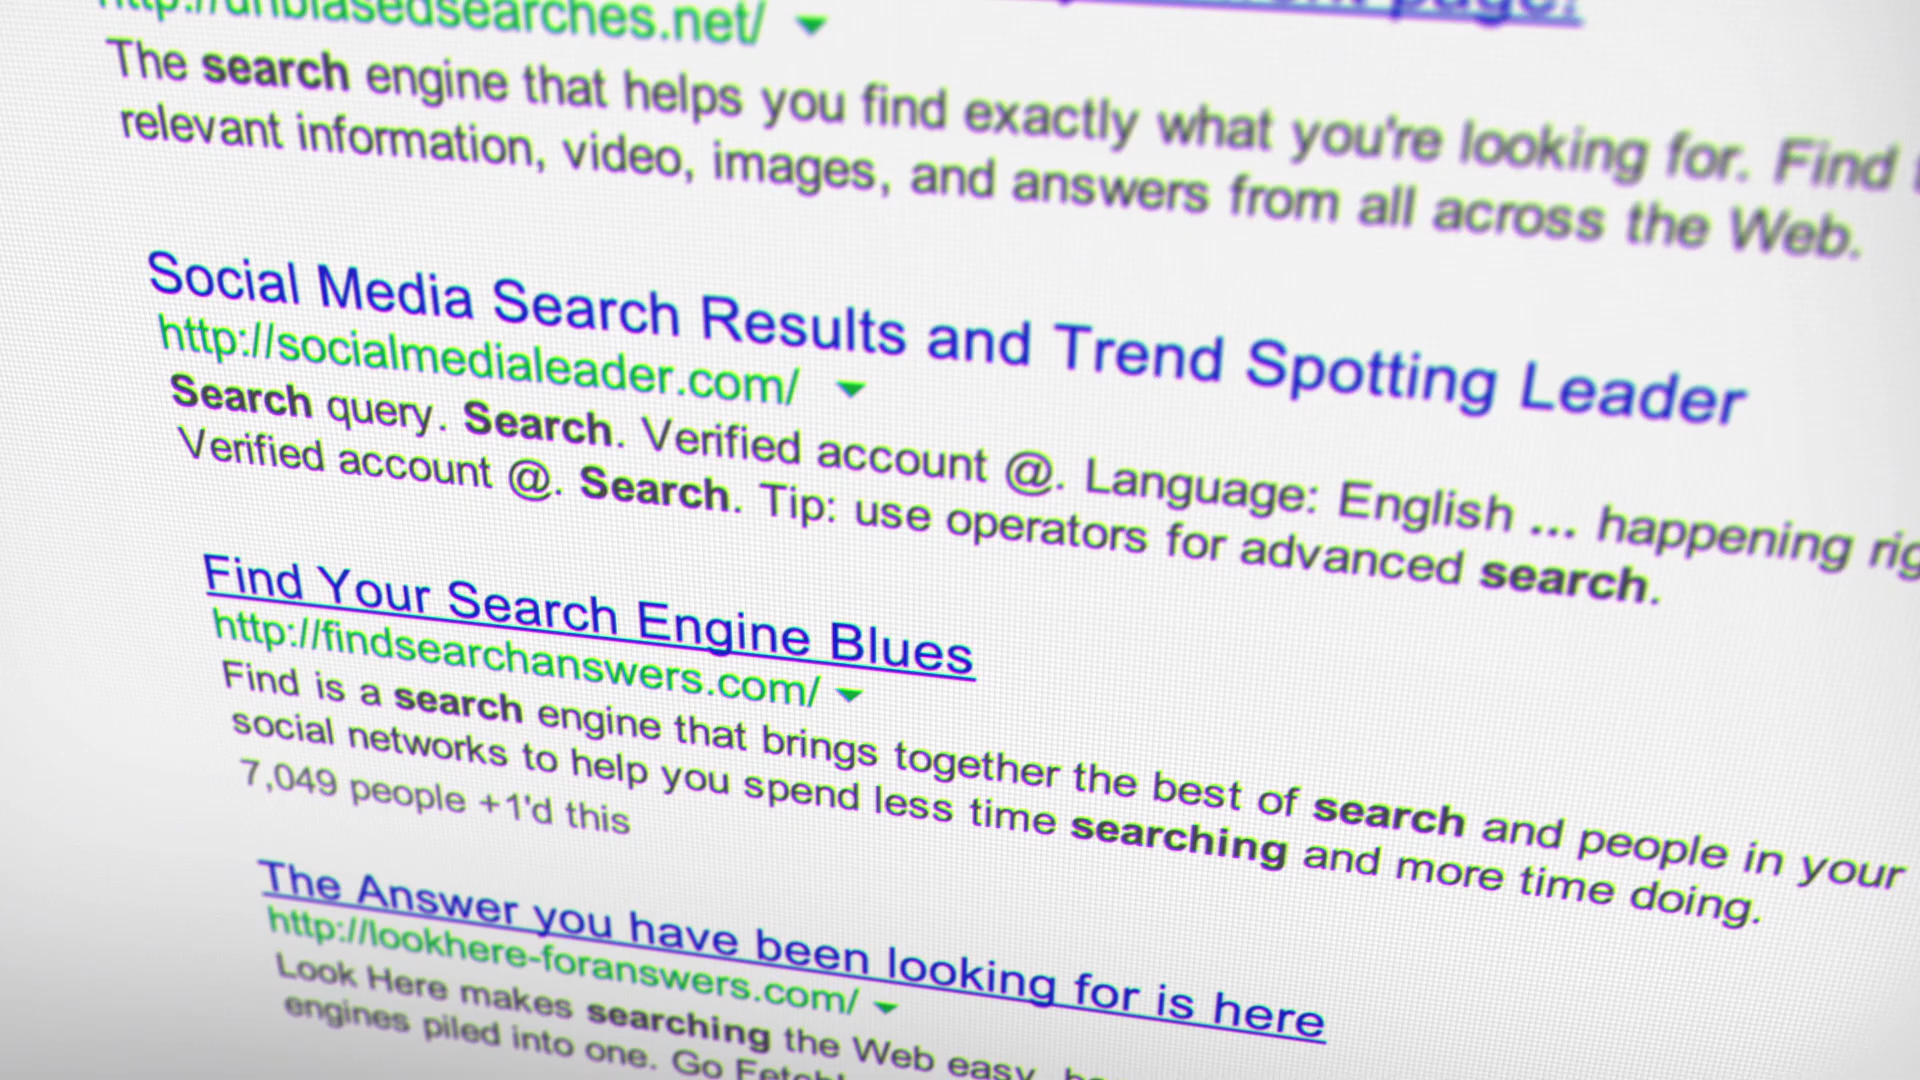 http://unbiasedsearches.net/
The search engine that helps you find exactly what you're looking for. Find
relevant information, video, images, and answers from all across the Web.
Social Media Search Results and Trend Spotting Leader
http://socialmedialeader.com/
Search query. Search. Verified account @. Language: English ... happening
Verified account @. Search. Tip: use operators for advanced search.
Find Your Search Engine Blues
http://findsearchanswers.com/
Find is a search engine that brings together the best of search and people in your
social networks to help you spend less time searching and more time doing.
7,049 people +1'd this
The Answer you have been looking for is here
http://lookhere-foranswers.com/
Look Here makes searching the Web easy
engines piled into one. Go